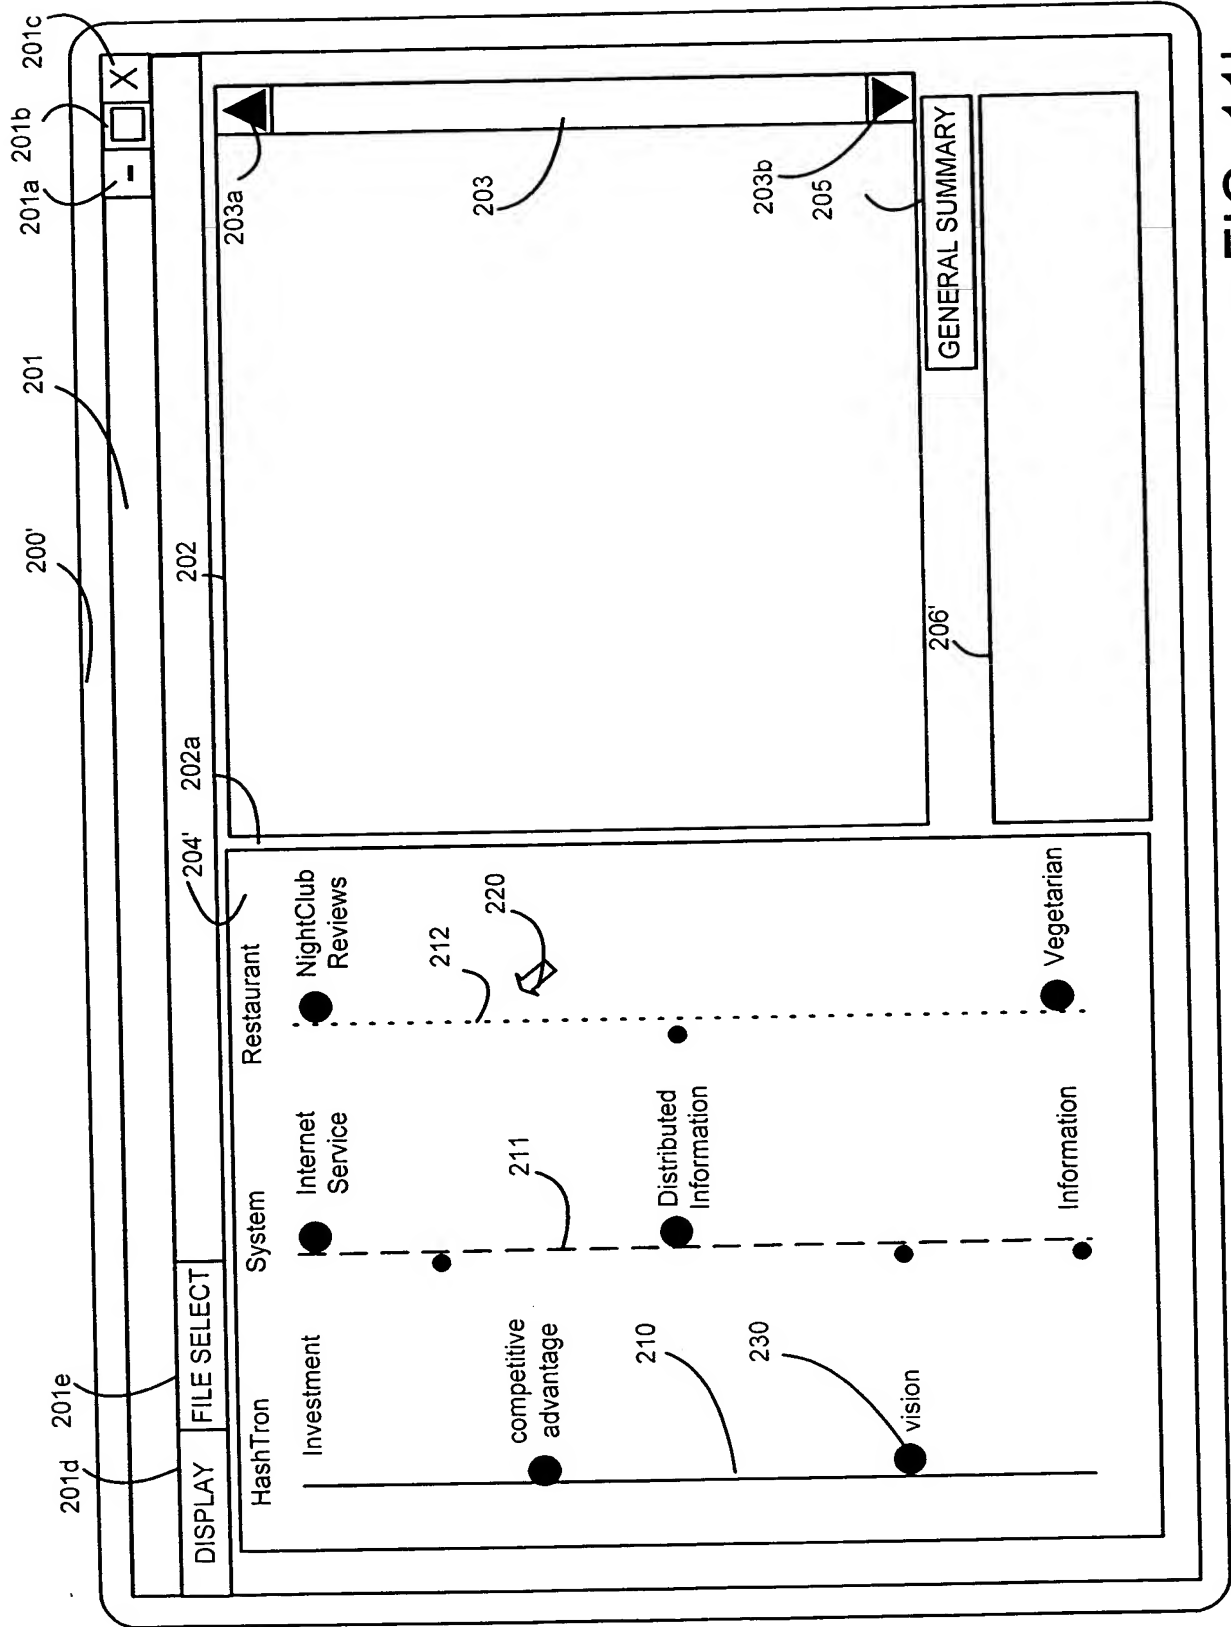 201a
201b
201c
200'
201
201d
201e
204'
202a
202
-
X
DISPLAY
FILE SELECT
HashTron
System
Restaurant
203a
Investment
Internet
Service
NightClub
Reviews
212
220
203
211
competitive
advantage
210
Distributed
Information
230
203b
205
vision
GENERAL SUMMARY
206'
Information
Vegetarian
FIG.